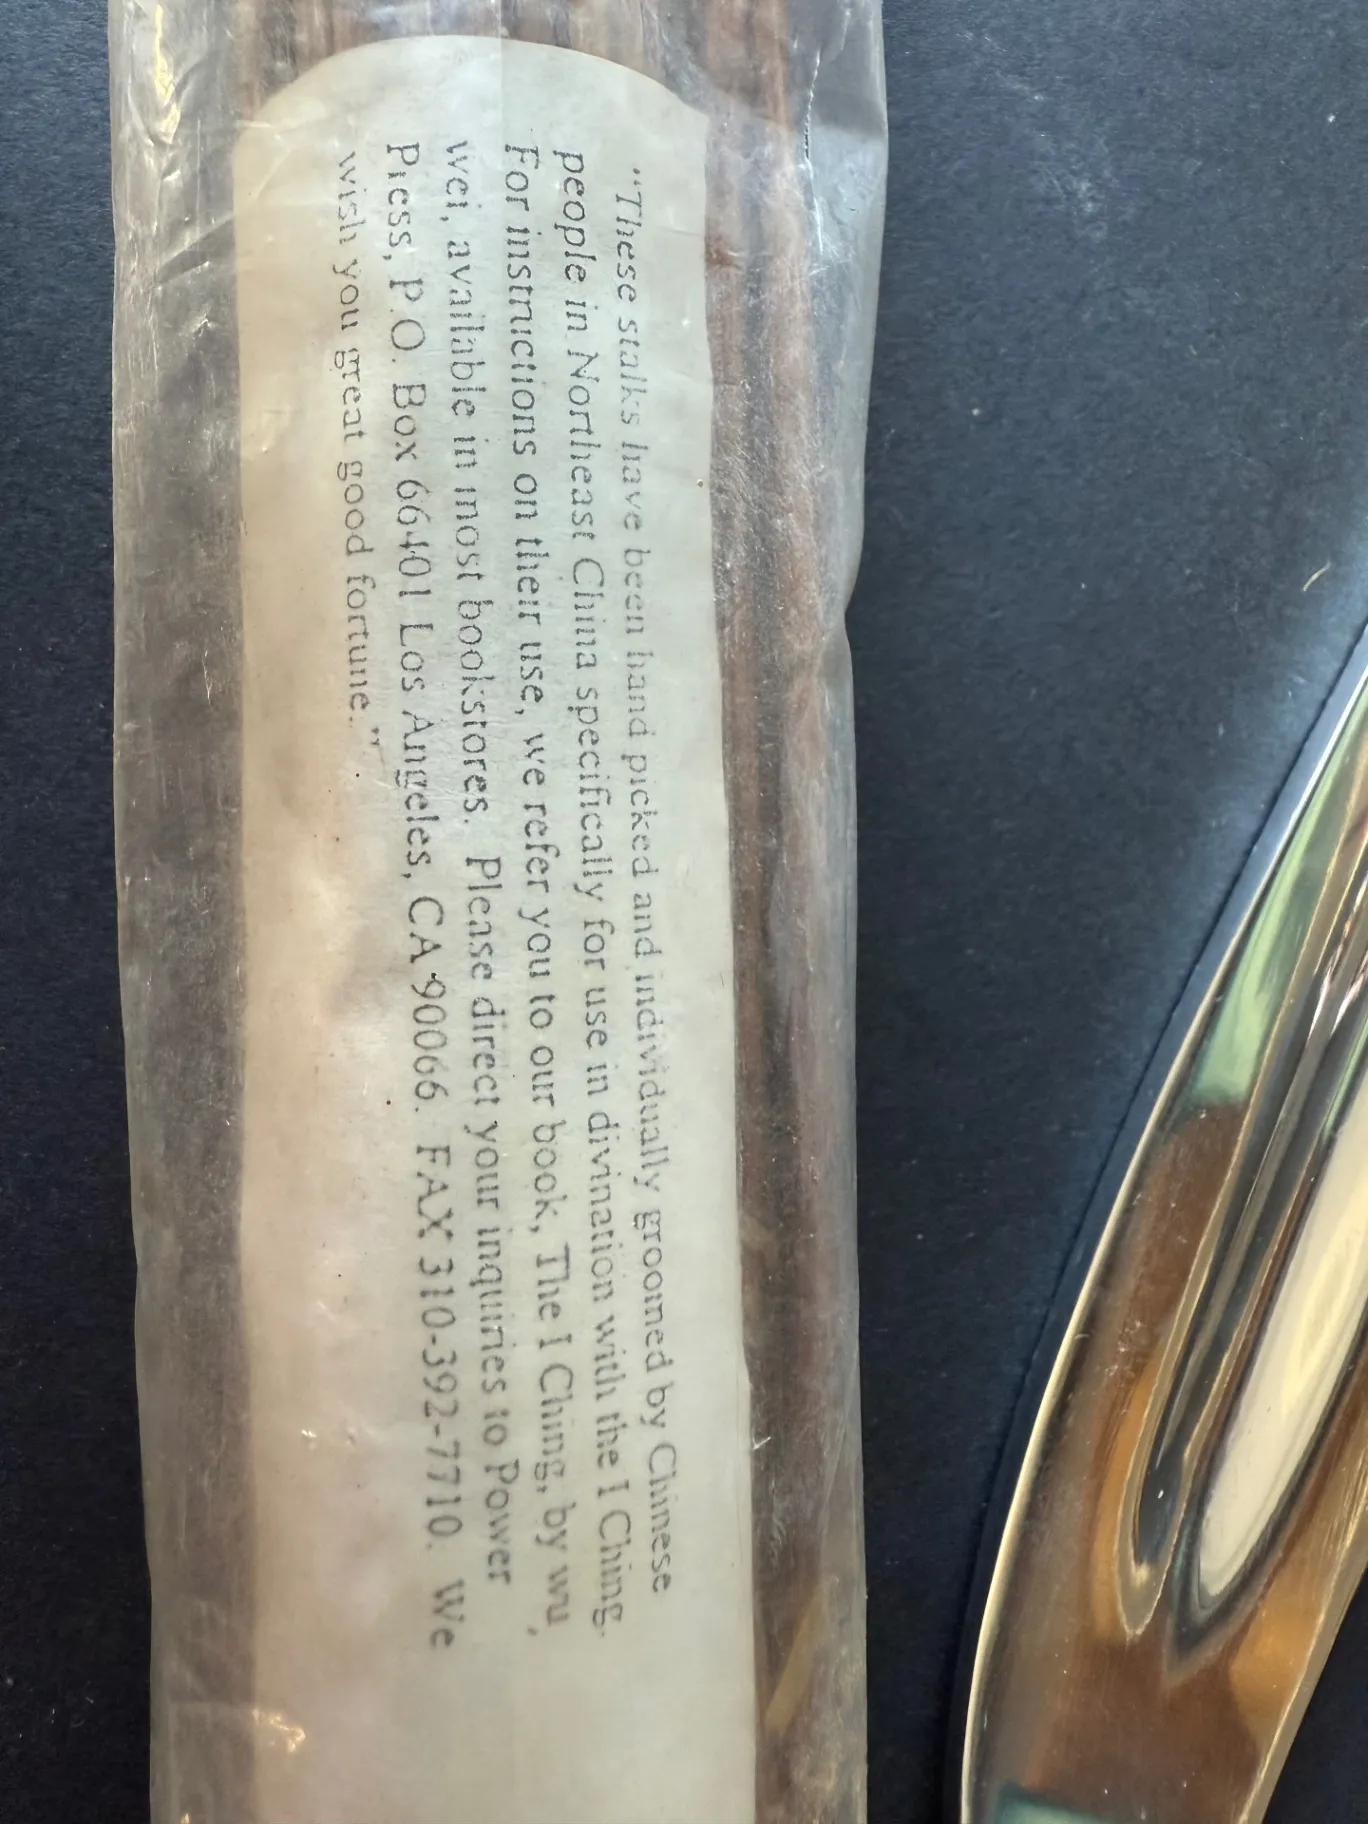 "These stalks have been hand picked and individually groomed by Chinese
people in Northeast China specifically for use in divination with the I Ching.
For instructions on their use, we refer you to our book, The I Ching, by wu
wei, available in most bookstores. Please direct your inquiries to Power
Press, P.O. Box 66401 Los Angeles, CA 90066. FAX 310-392-7710. We
wish you great good fortune."